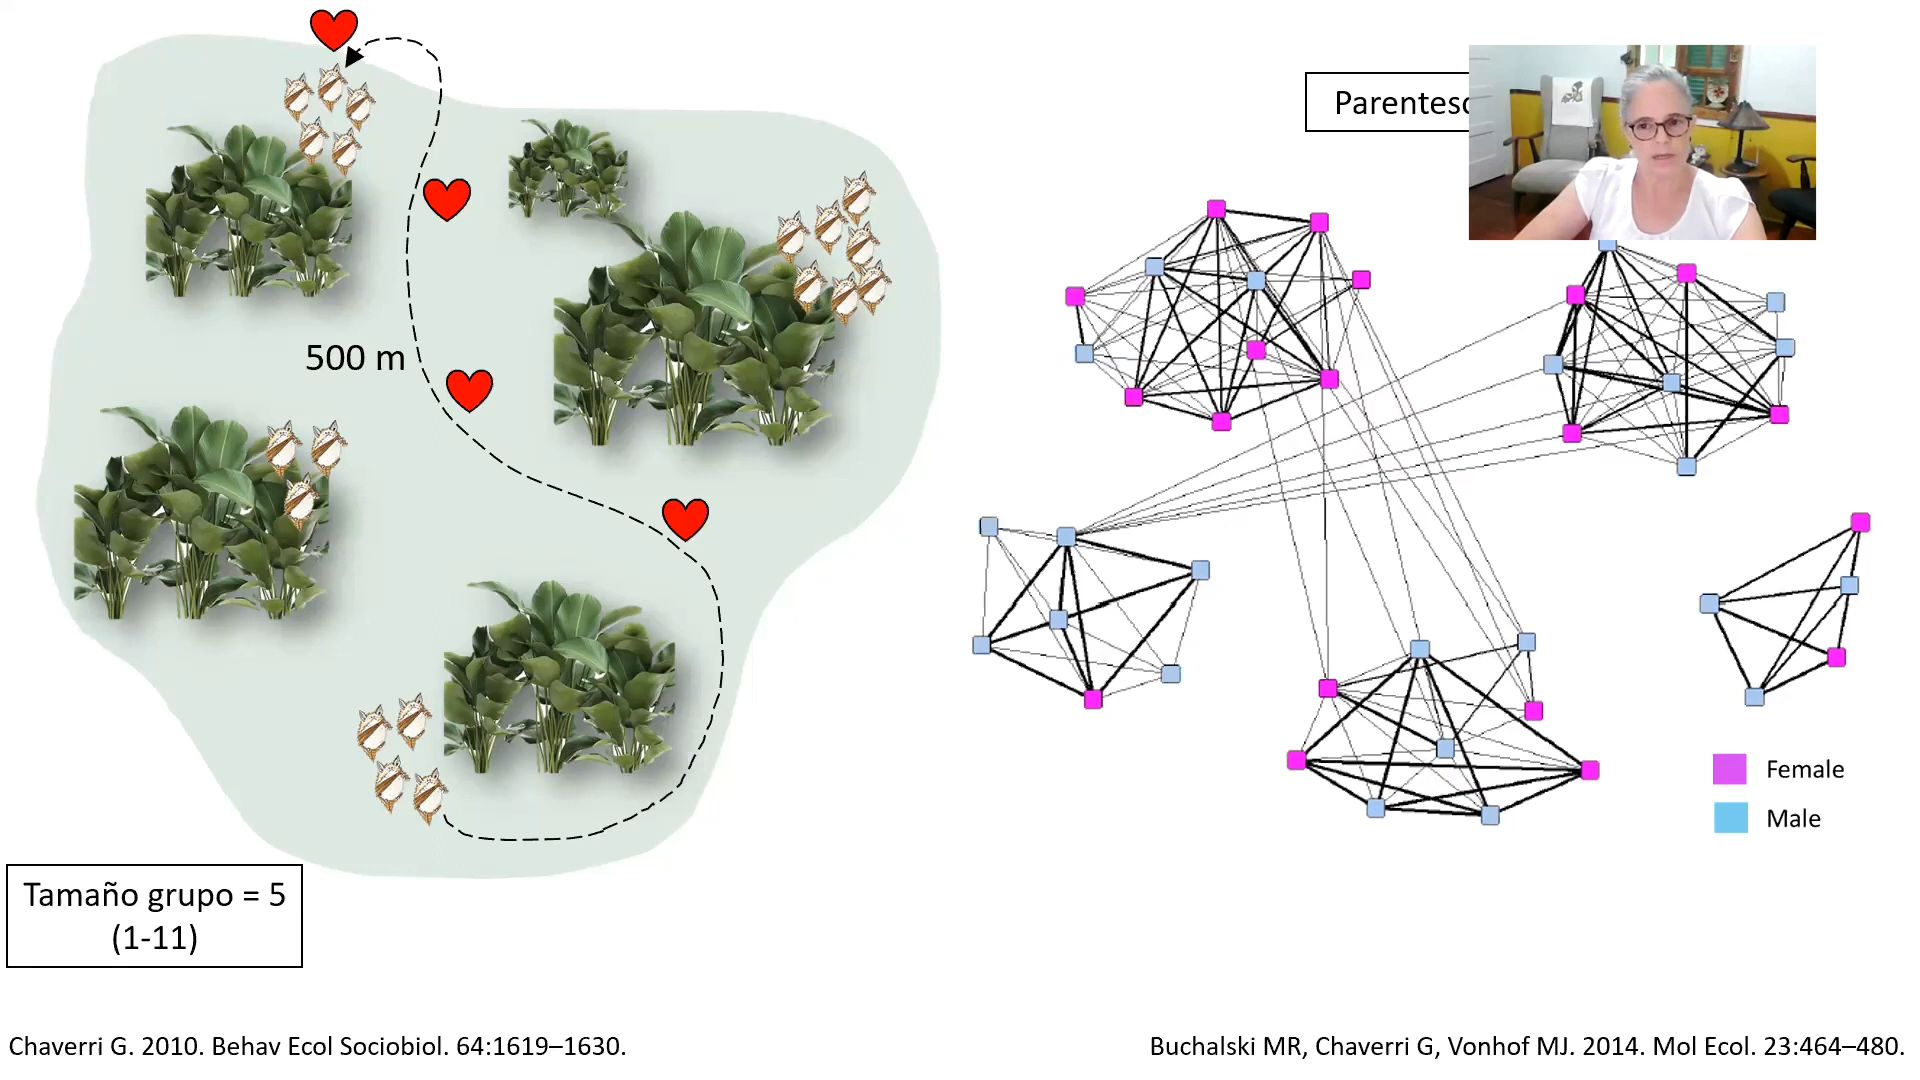 500 m
Tamaño grupo = 5
(1-11)
Chaverri G. 2010. Behav Ecol Sociobiol. 64:1619–1630.
Female
Male
Buchalski MR, Chaverri G, Vonhof MJ. 2014. Mol Ecol. 23:464–480.